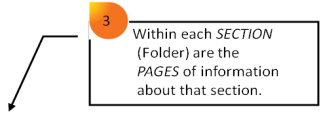 3
Within each SECTION
(Folder) are the
PAGES of information
about that section.